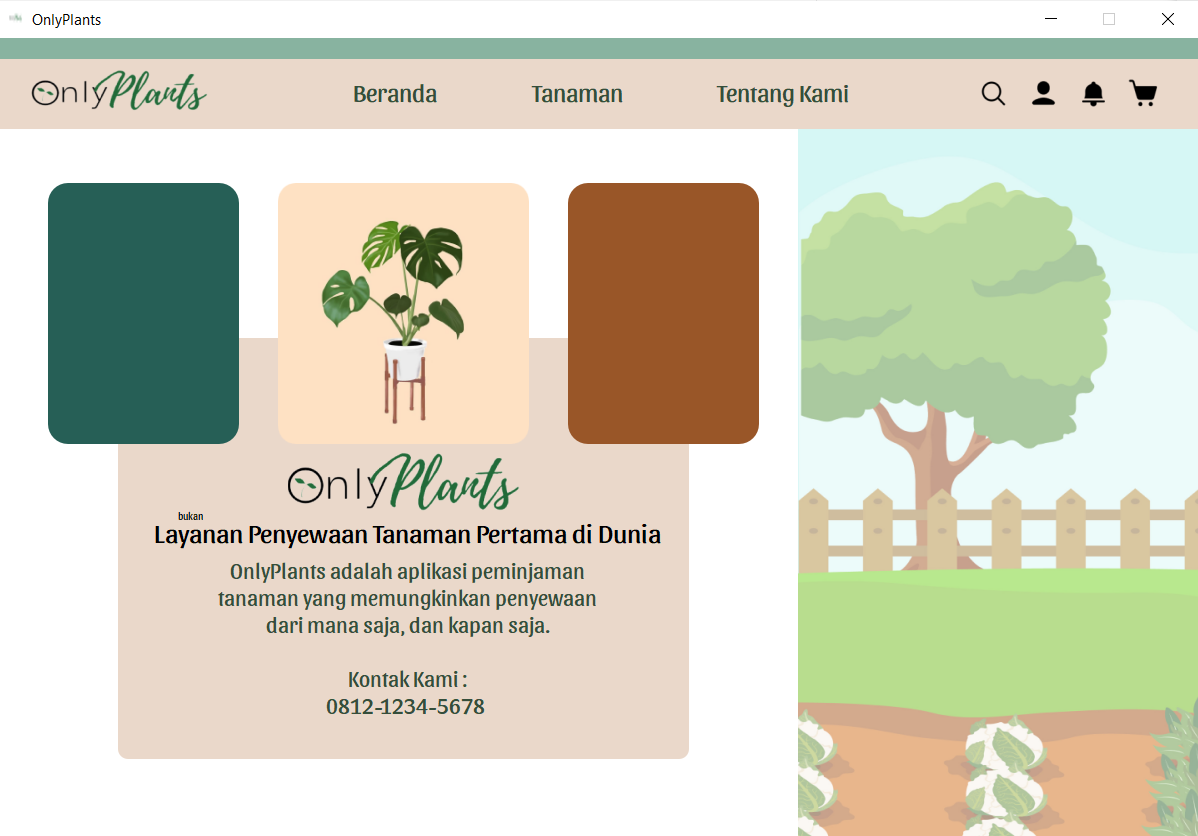 OnlyPlants
OnlyPlants
Beranda
Tanaman
Tentang Kami
OnlyPlants
bukan
Layanan Penyewaan Tanaman Pertama di Dunia
OnlyPlants adalah aplikasi peminjaman
tanaman yang memungkinkan penyewaan
dari mana saja, dan kapan saja.
Kontak Kami :
0812-1234-5678